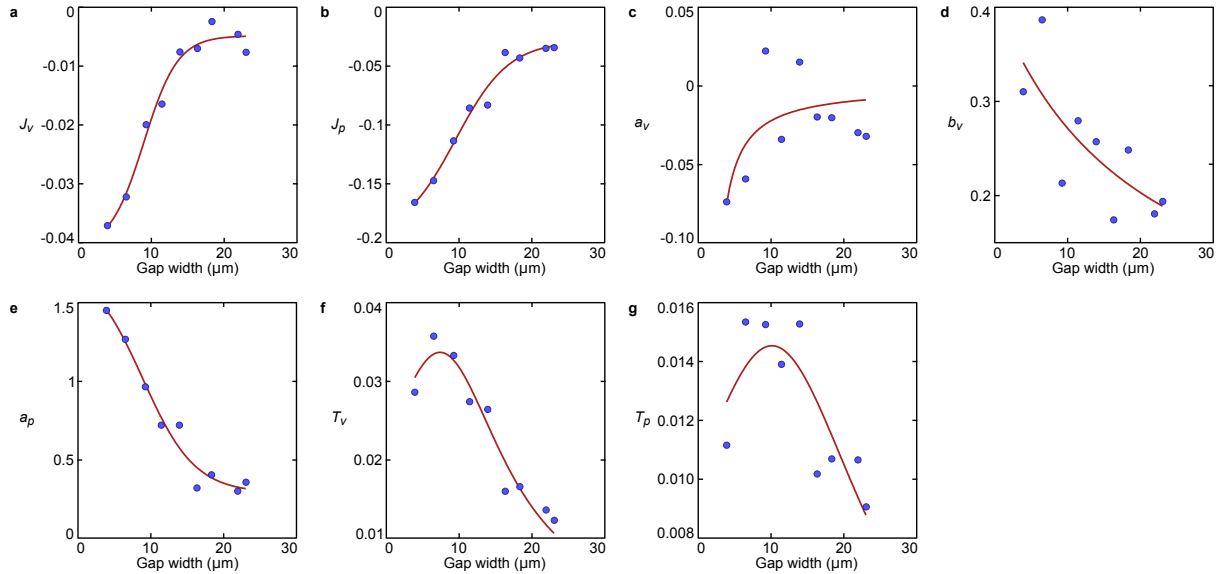 a
0
-0.01
-0.02
-0.03
-0.04
J_v
0
10
20
30
Gap width (µm)
b
0
-0.05
-0.1
-0.15
-0.2
J_p
0
10
20
30
Gap width (µm)
c
0.05
0
-0.05
-0.10
a_v
0
10
20
30
Gap width (µm)
d
0.4
0.3
0.2
b_v
0
10
20
30
Gap width (µm)
e
1.5
1
0.5
0
a_p
0
10
20
30
Gap width (µm)
f
0.04
0.03
0.02
0.01
T_v
0
10
20
30
Gap width (µm)
g
0.016
0.014
0.012
0.010
0.008
T_p
0
10
20
30
Gap width (µm)